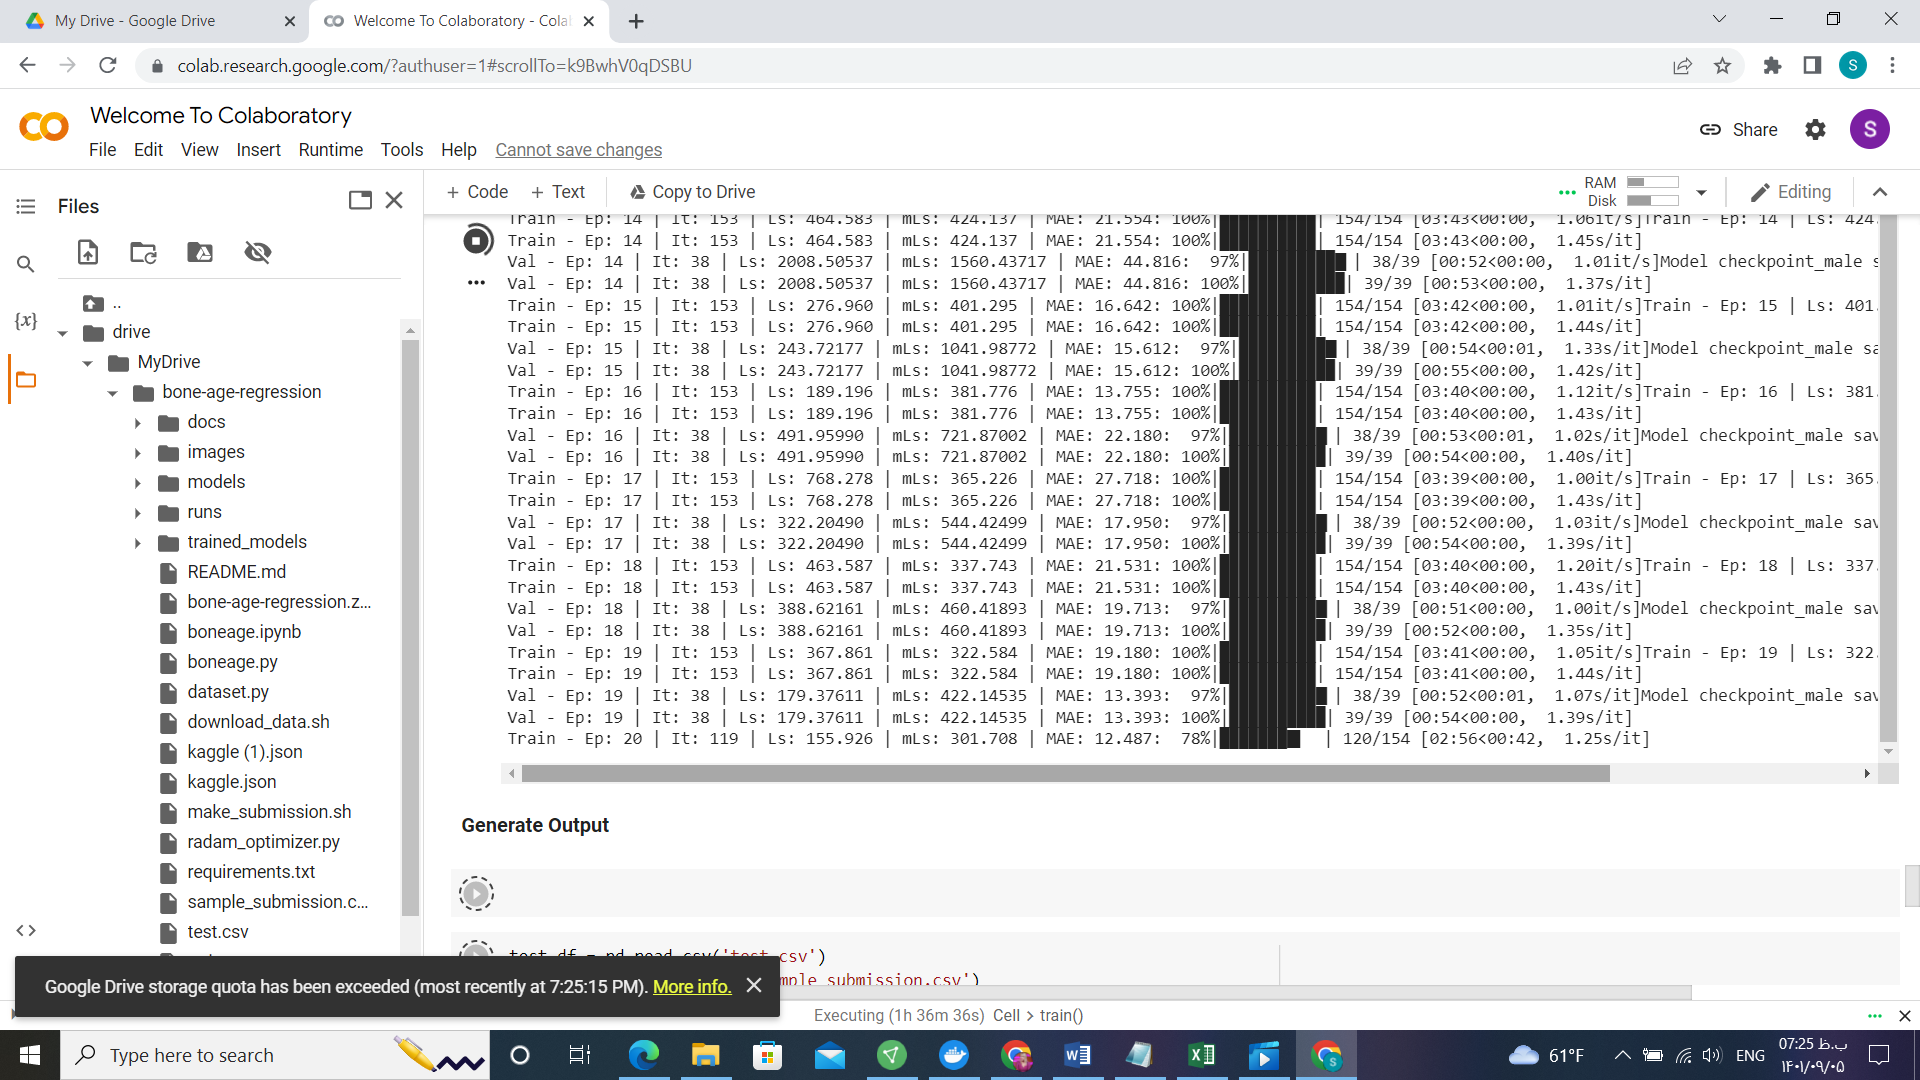 My Drive - Google Drive
Welcome To Colaboratory - Cola
colab.research.google.com/?authuser=1#scrollTo=k9BwhV0qDSBU
S
Welcome To Colaboratory
File Edit View Insert Runtime Tools Help Cannot save changes
Share
S
Files
+ Code + Text Copy to Drive
RAM
Disk
Editing
{x}
..
drive
MyDrive
bone-age-regression
docs
images
models
runs
trained_models
README.md
bone-age-regression.z...
boneage.ipynb
boneage.py
dataset.py
download_data.sh
kaggle (1).json
kaggle.json
make_submission.sh
radam_optimizer.py
requirements.txt
sample_submission.c...
test.csv
Train - Ep: 14 | It: 153 | Ls: 464.583 | mLs: 424.137 | MAE: 21.554: 100%| | 154/154 [03:43<00:00, 1.06it/s]Train - Ep: 14 | Ls: 424.
Train - Ep: 14 | It: 153 | Ls: 464.583 | mLs: 424.137 | MAE: 21.554: 100%| | 154/154 [03:43<00:00, 1.45s/it]
Val - Ep: 14 | It: 38 | Ls: 2008.50537 | mLs: 1560.43717 | MAE: 44.816: 97%| | 38/39 [00:52<00:00, 1.01it/s]Model checkpoint_male s
Val - Ep: 14 | It: 38 | Ls: 2008.50537 | mLs: 1560.43717 | MAE: 44.816: 100%| | 39/39 [00:53<00:00, 1.37s/it]
Train - Ep: 15 | It: 153 | Ls: 276.960 | mLs: 401.295 | MAE: 16.642: 100%| | 154/154 [03:42<00:00, 1.01it/s]Train - Ep: 15 | Ls: 401.
Train - Ep: 15 | It: 153 | Ls: 276.960 | mLs: 401.295 | MAE: 16.642: 100%| | 154/154 [03:42<00:00, 1.44s/it]
Val - Ep: 15 | It: 38 | Ls: 243.72177 | mLs: 1041.98772 | MAE: 15.612: 97%| | 38/39 [00:54<00:01, 1.33s/it]Model checkpoint_male sa
Val - Ep: 15 | It: 38 | Ls: 243.72177 | mLs: 1041.98772 | MAE: 15.612: 100%| | 39/39 [00:55<00:00, 1.42s/it]
Train - Ep: 16 | It: 153 | Ls: 189.196 | mLs: 381.776 | MAE: 13.755: 100%| | 154/154 [03:40<00:00, 1.12it/s]Train - Ep: 16 | Ls: 381.
Train - Ep: 16 | It: 153 | Ls: 189.196 | mLs: 381.776 | MAE: 13.755: 100%| | 154/154 [03:40<00:00, 1.43s/it]
Val - Ep: 16 | It: 38 | Ls: 491.95990 | mLs: 721.87002 | MAE: 22.180: 97%| | 38/39 [00:53<00:01, 1.02s/it]Model checkpoint_male sav
Val - Ep: 16 | It: 38 | Ls: 491.95990 | mLs: 721.87002 | MAE: 22.180: 100%| | 39/39 [00:54<00:00, 1.40s/it]
Train - Ep: 17 | It: 153 | Ls: 768.278 | mLs: 365.226 | MAE: 27.718: 100%| | 154/154 [03:39<00:00, 1.00it/s]Train - Ep: 17 | Ls: 365.
Train - Ep: 17 | It: 153 | Ls: 768.278 | mLs: 365.226 | MAE: 27.718: 100%| | 154/154 [03:39<00:00, 1.43s/it]
Val - Ep: 17 | It: 38 | Ls: 322.20490 | mLs: 544.42499 | MAE: 17.950: 97%| | 38/39 [00:52<00:00, 1.03it/s]Model checkpoint_male sav
Val - Ep: 17 | It: 38 | Ls: 322.20490 | mLs: 544.42499 | MAE: 17.950: 100%| | 39/39 [00:54<00:00, 1.39s/it]
Train - Ep: 18 | It: 153 | Ls: 463.587 | mLs: 337.743 | MAE: 21.531: 100%| | 154/154 [03:40<00:00, 1.20it/s]Train - Ep: 18 | Ls: 337.
Train - Ep: 18 | It: 153 | Ls: 463.587 | mLs: 337.743 | MAE: 21.531: 100%| | 154/154 [03:40<00:00, 1.43s/it]
Val - Ep: 18 | It: 38 | Ls: 388.62161 | mLs: 460.41893 | MAE: 19.713: 97%| | 38/39 [00:51<00:00, 1.00it/s]Model checkpoint_male sav
Val - Ep: 18 | It: 38 | Ls: 388.62161 | mLs: 460.41893 | MAE: 19.713: 100%| | 39/39 [00:52<00:00, 1.35s/it]
Train - Ep: 19 | It: 153 | Ls: 367.861 | mLs: 322.584 | MAE: 19.180: 100%| | 154/154 [03:41<00:00, 1.05it/s]Train - Ep: 19 | Ls: 322.
Train - Ep: 19 | It: 153 | Ls: 367.861 | mLs: 322.584 | MAE: 19.180: 100%| | 154/154 [03:41<00:00, 1.44s/it]
Val - Ep: 19 | It: 38 | Ls: 179.37611 | mLs: 422.14535 | MAE: 13.393: 97%| | 38/39 [00:52<00:01, 1.07s/it]Model checkpoint_male sav
Val - Ep: 19 | It: 38 | Ls: 179.37611 | mLs: 422.14535 | MAE: 13.393: 100%| | 39/39 [00:54<00:00, 1.39s/it]
Train - Ep: 20 | It: 119 | Ls: 155.926 | mLs: 301.708 | MAE: 12.487: 78%| | 120/154 [02:56<00:42, 1.25s/it]
Generate Output
test_df = pd.read_csv('test.csv')
mple_submission.csv')
Google Drive storage quota has been exceeded (most recently at 7:25:15 PM). More info.
Executing (1h 36m 36s) Cell > train()
Type here to search
61°F
ENG
07:25 ب.ظ
۱۴۰۱/۰۹/۰۵